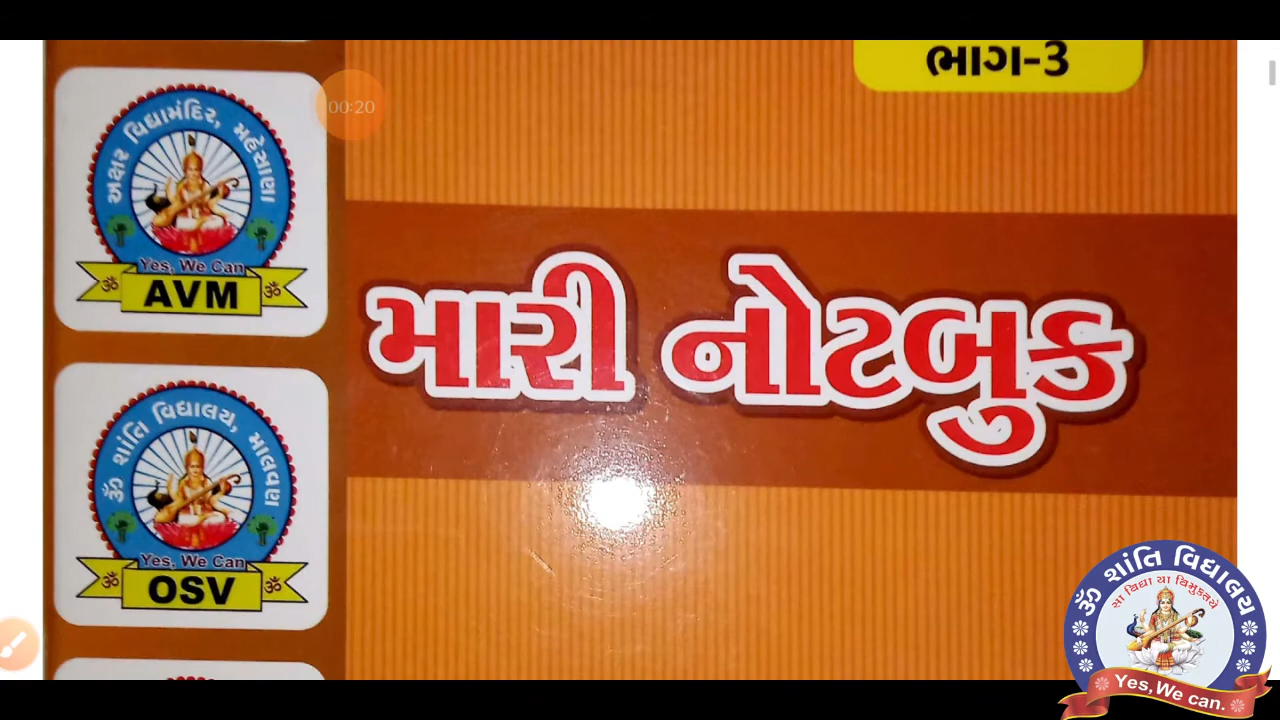 ભાગ-૩
00:20
અક્ષર વિદ્યામંદિર, મહેસાણા
Yes, We Can
ૐ AVM ૐ
મારી નોટબુક
ૐ શાંતિ વિદ્યાલય, માલવણ
Yes, We Can
ૐ OSV ૐ
ૐ શાંતિ વિદ્યાલય
સા વિદ્યા યા વિમુક્તયે
Yes, We can.